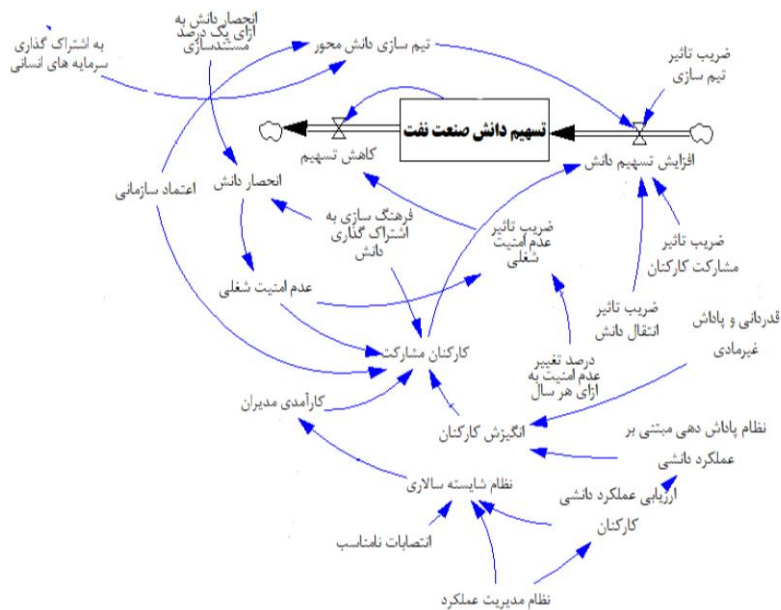 انحصار دانش به
ازای یک درصد
مستندسازی
به اشتراک گذاری
سرمایه های انسانی
تیم سازی دانش محور
ضریب تاثیر
تیم سازی
تسهیم دانش صنعت نفت
کاهش تسهیم
افزایش تسهیم دانش
انحصار دانش
اعتماد سازمانی
فرهنگ سازی به
اشتراک گذاری
دانش
ضریب تاثیر
عدم امنیت
شغلی
ضریب تاثیر
مشارکت کارکنان
عدم امنیت شغلی
ضریب تاثیر
انتقال دانش
قدردانی و پاداش
غیرمادی
کارکنان مشارکت
درصد تغییر
عدم امنیت به
ازای هر سال
کارآمدی مدیران
انگیزش کارکنان
نظام پاداش دهی مبتنی بر
عملکرد دانشی
نظام شایسته سالاری
ارزیابی عملکرد دانشی
کارکنان
انتصابات نامناسب
نظام مدیریت عملکرد